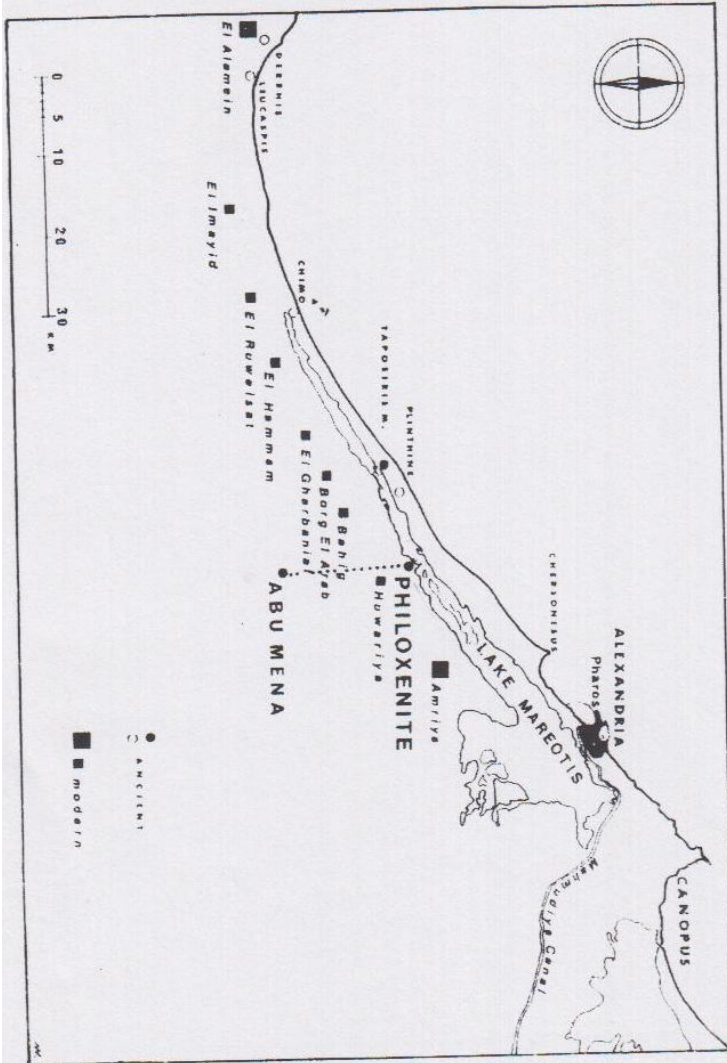 CANOPUS
ALEXANDRIA
Pharos
CHERSONESUS
LAKE MAREOTIS
Canal
Amriya
PLINTHINE
TAPOSIRIS M.
PHILOXENITE
Huwariya
Bahig
Borg El Arab
El Gharbaniat
ABU MENA
CHIMO
El Hammam
El Ruweisat
El Imayid
DERRHIS
LEUCASPIS
El Alamein
ANCIENT
modern
0 5 10 20 30 KM